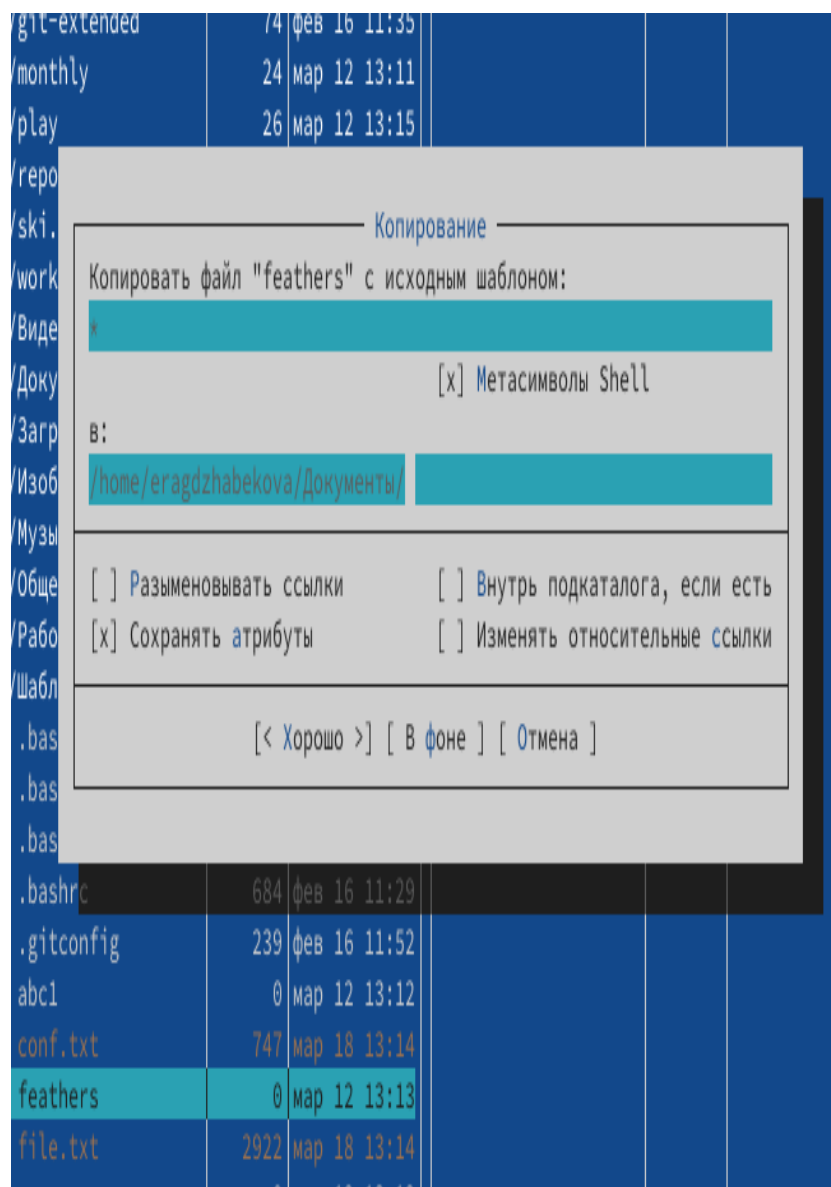 /git-extended 74 фев 16 11:35
/monthly 24 мар 12 13:11
/play 26 мар 12 13:15
/repo
/ski.
Копирование
/work Копировать файл "feathers" с исходным шаблоном:
/Виде *
/Доку [x] Метасимволы Shell
/Загр в:
/Изоб /home/eragdzhabekova/Документы/
/Музы
/Обще [ ] Разыменовывать ссылки [ ] Внутрь подкаталога, если есть
/Рабо [x] Сохранять атрибуты [ ] Изменять относительные ссылки
/Шабл
.bas [< Хорошо >] [ В фоне ] [ Отмена ]
.bas
.bas
.bashrc 684 фев 16 11:29
.gitconfig 239 фев 16 11:52
abc1 0 мар 12 13:12
conf.txt 747 мар 18 13:14
feathers 0 мар 12 13:13
file.txt 2922 мар 18 13:14